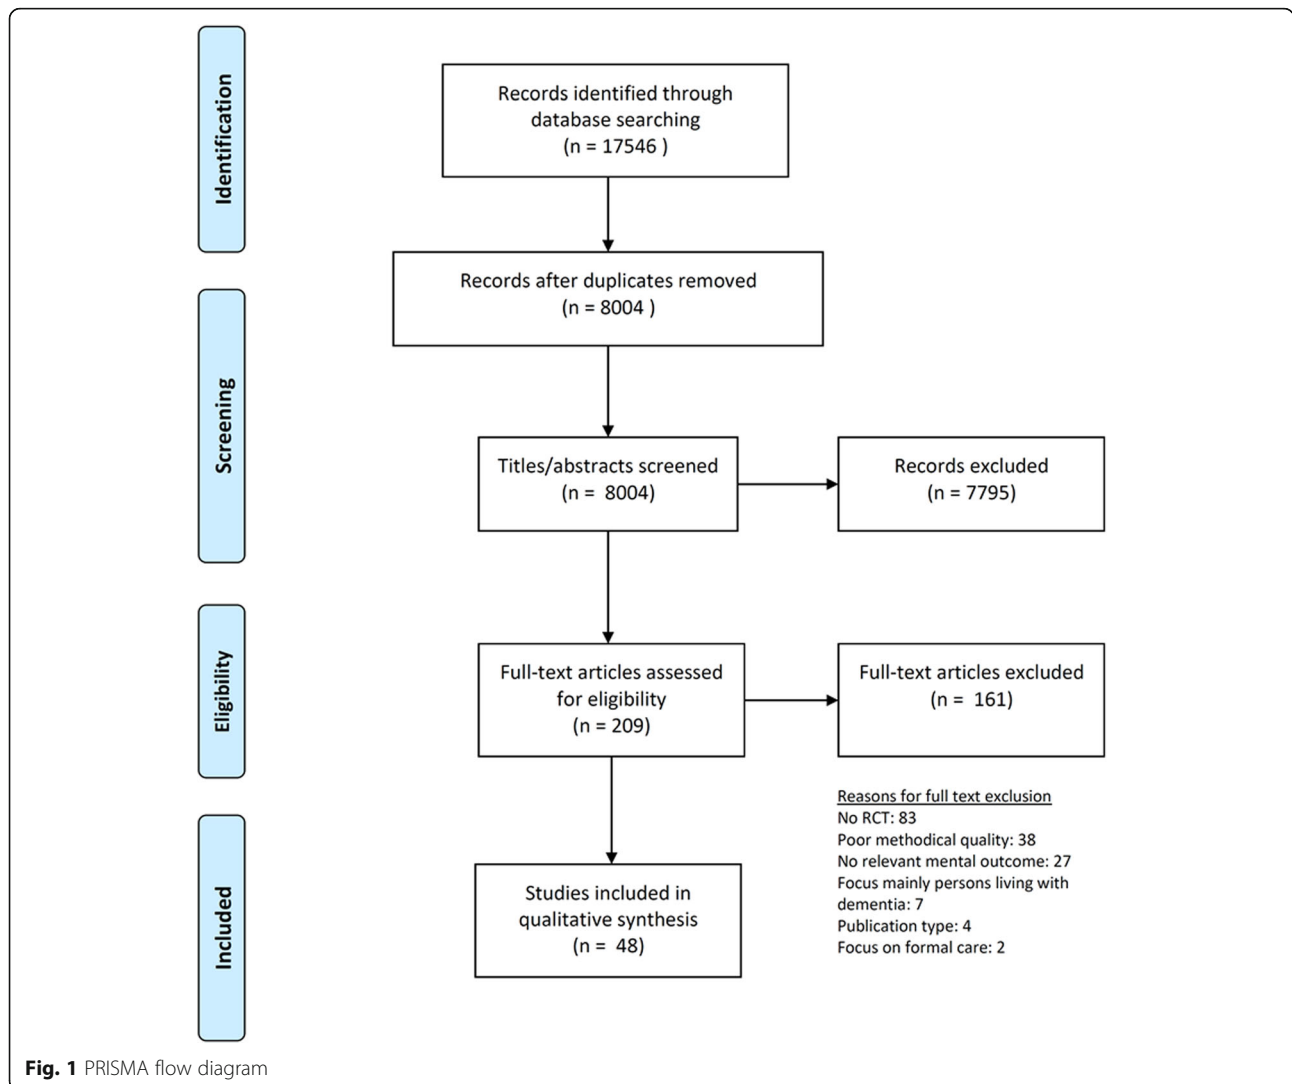 Identification
Records identified through
database searching
(n = 17546 )
Records after duplicates removed
(n = 8004 )
Screening
Titles/abstracts screened
(n =  8004)
Records excluded
(n = 7795)
Eligibility
Full-text articles assessed
for eligibility
(n = 209)
Full-text articles excluded
(n =  161)
Reasons for full text exclusion
No RCT: 83
Poor methodical quality: 38
No relevant mental outcome: 27
Focus mainly persons living with
dementia: 7
Publication type: 4
Focus on formal care: 2
Included
Studies included in
qualitative synthesis
(n =  48)
Fig. 1 PRISMA flow diagram